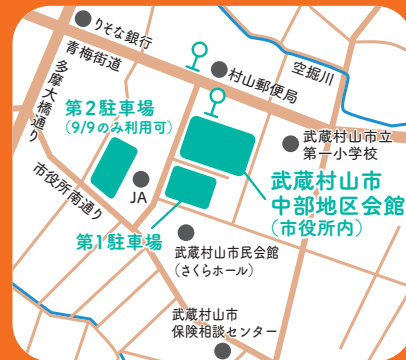 りそな銀行
青梅街道
多摩大橋通り
村山郵便局
空堀川
第2駐車場
(9/9のみ利用可)
武蔵村山市立
第一小学校
武蔵村山市
中部地区会館
(市役所内)
JA
市役所南通り
第1駐車場
武蔵村山市民会館
(さくらホール)
武蔵村山市
保険相談センター